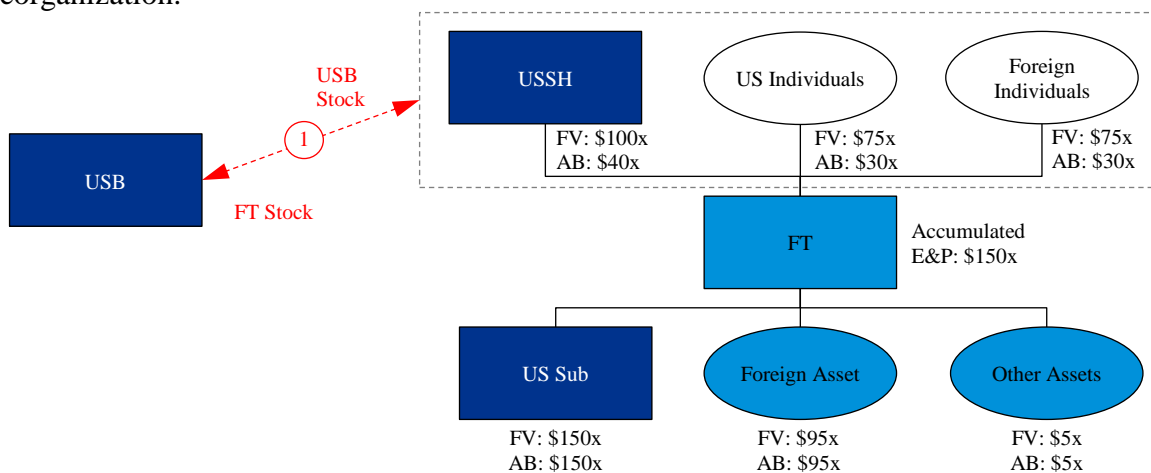 eorganization.
USB
Stock
1
USB
FT Stock
USSH
US Individuals
Foreign
Individuals
FV: $100x
AB: $40x
FV: $75x
AB: $30x
FV: $75x
AB: $30x
FT
Accumulated
E&P: $150x
US Sub
Foreign Asset
Other Assets
FV: $150x
AB: $150x
FV: $95x
AB: $95x
FV: $5x
AB: $5x